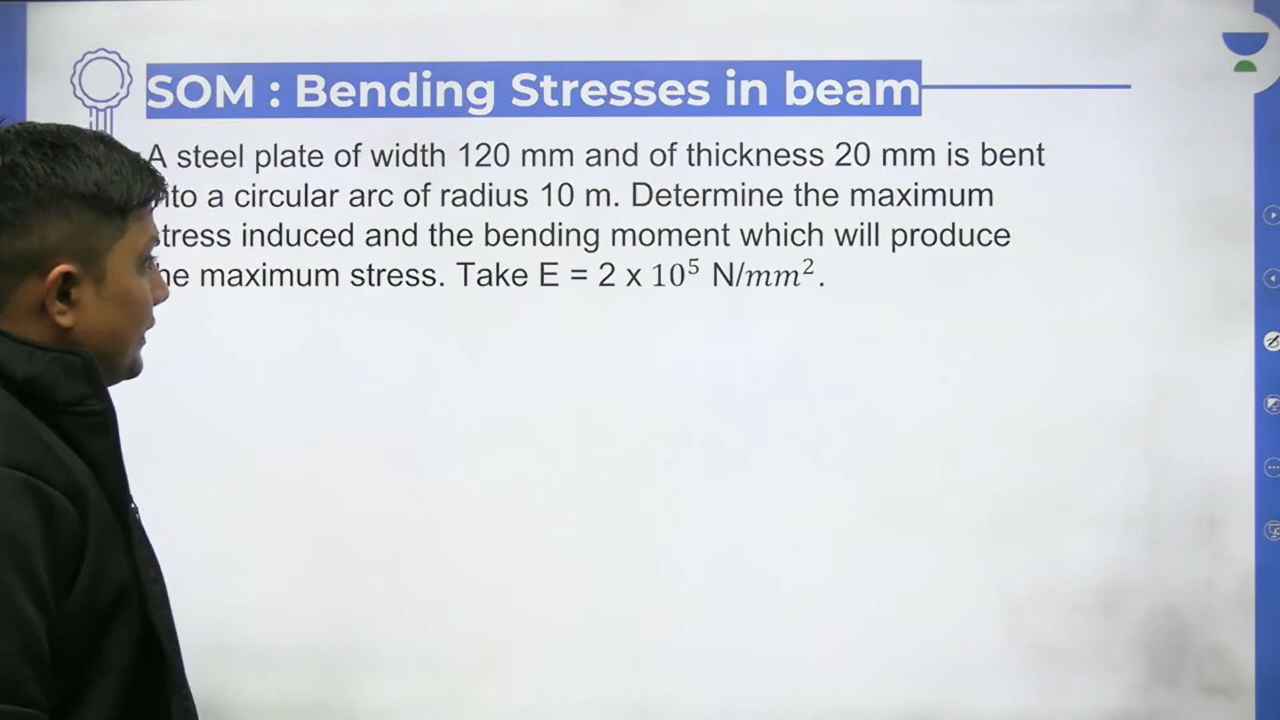 SOM : Bending Stresses in beam
A steel plate of width 120 mm and of thickness 20 mm is bent
to a circular arc of radius 10 m. Determine the maximum
stress induced and the bending moment which will produce
maximum stress. Take E = 2 x 10⁵ N/mm².